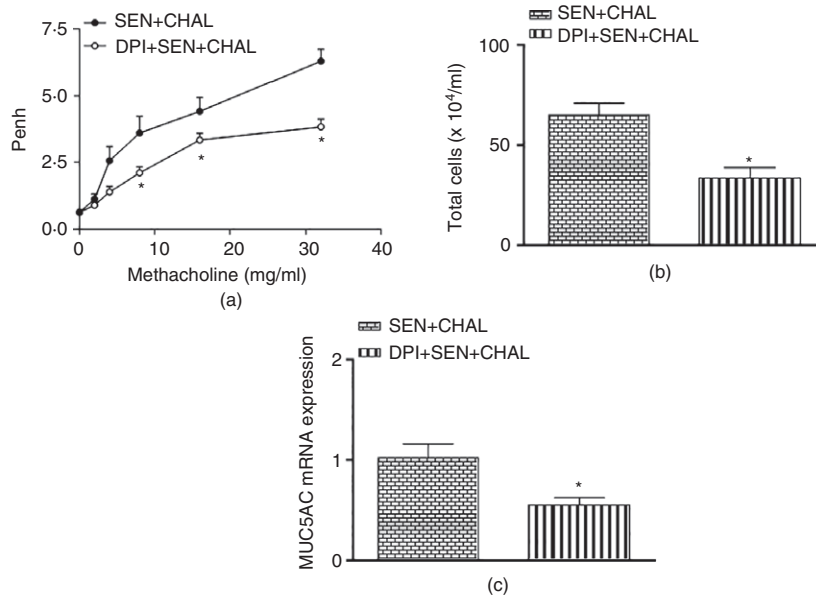 SEN+CHAL
DPI+SEN+CHAL
7·5
5·0
2·5
0·0
Penh
*
*
*
0 10 20 30 40
Methacholine (mg/ml)
(a)
SEN+CHAL
DPI+SEN+CHAL
100
50
0
Total cells (x 10⁴/ml)
*
(b)
SEN+CHAL
DPI+SEN+CHAL
2
1
0
MUC5AC mRNA expression
*
(c)